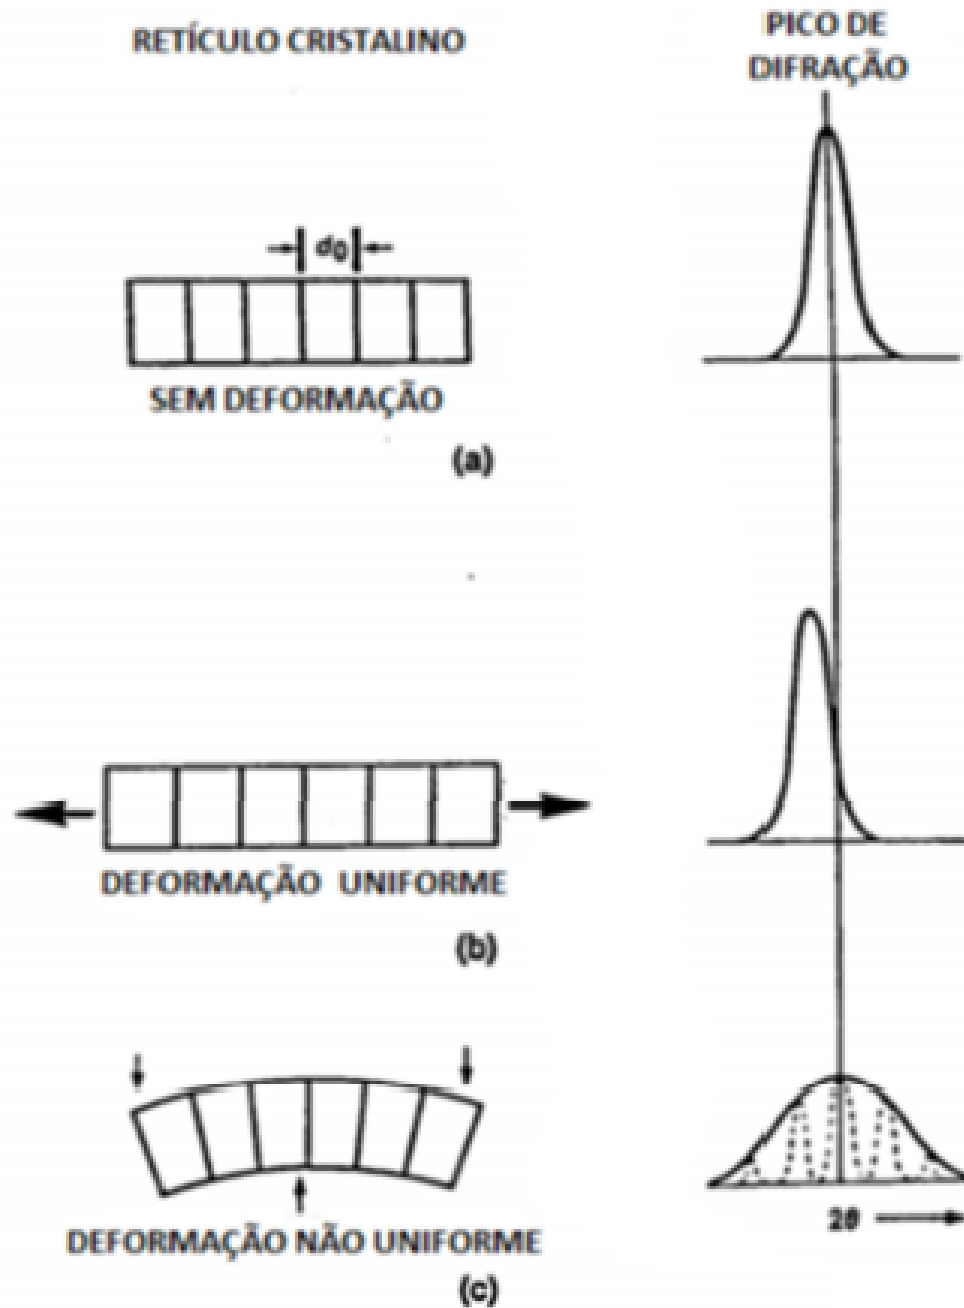 RETÍCULO CRISTALINO
PICO DE
DIFRAÇÃO
d0
SEM DEFORMAÇÃO
(a)
DEFORMAÇÃO UNIFORME
(b)
DEFORMAÇÃO NÃO UNIFORME
(c)
2θ